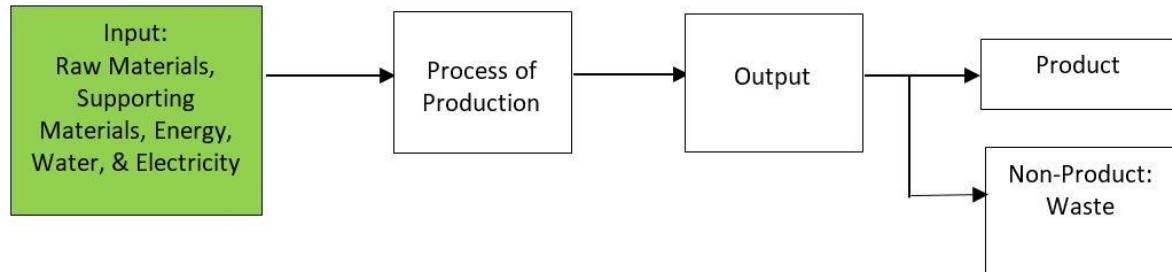 Input:
Raw Materials,
Supporting
Materials, Energy,
Water, & Electricity
Process of
Production
Output
Product
Non-Product:
Waste